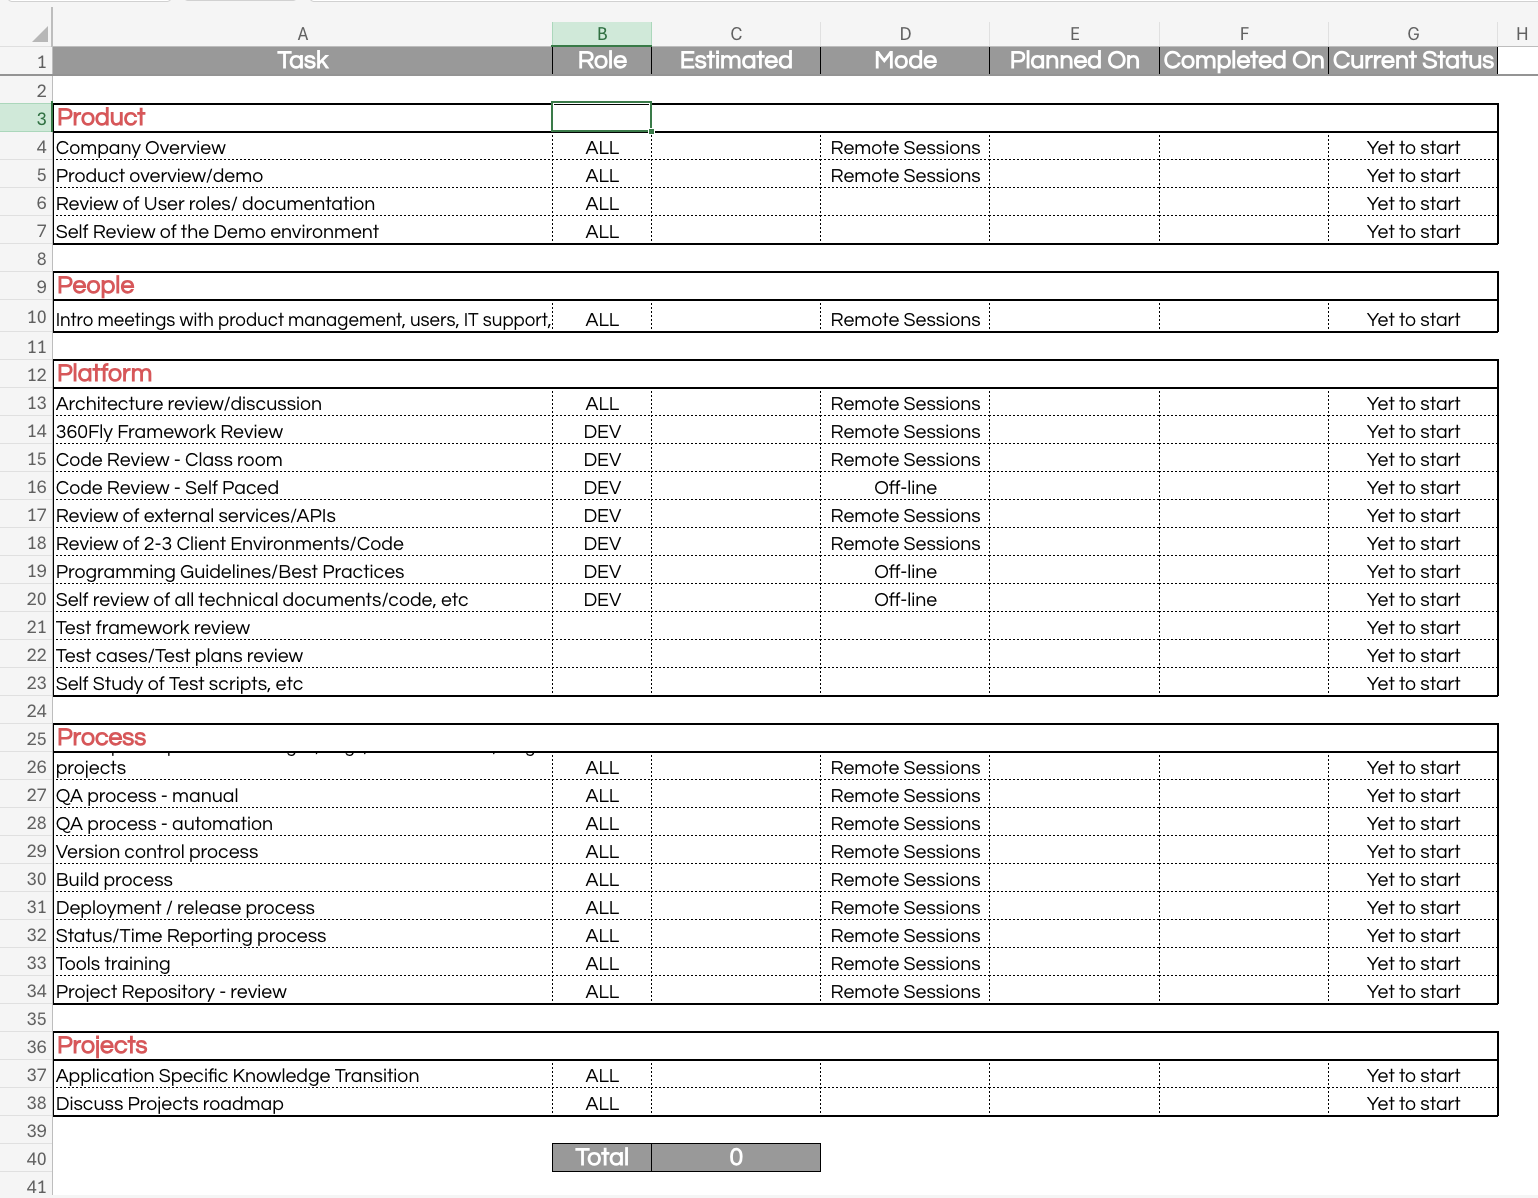 A B C D E F G H
1 Task Role Estimated Mode Planned On Completed On Current Status
2
3 Product
4 Company Overview ALL Remote Sessions Yet to start
5 Product overview/demo ALL Remote Sessions Yet to start
6 Review of User roles/ documentation ALL Yet to start
7 Self Review of the Demo environment ALL Yet to start
8
9 People
10 Intro meetings with product management, users, IT support, ALL Remote Sessions Yet to start
11
12 Platform
13 Architecture review/discussion ALL Remote Sessions Yet to start
14 360Fly Framework Review DEV Remote Sessions Yet to start
15 Code Review - Class room DEV Remote Sessions Yet to start
16 Code Review - Self Paced DEV Off-line Yet to start
17 Review of external services/APIs DEV Remote Sessions Yet to start
18 Review of 2-3 Client Environments/Code DEV Remote Sessions Yet to start
19 Programming Guidelines/Best Practices DEV Off-line Yet to start
20 Self review of all technical documents/code, etc DEV Off-line Yet to start
21 Test framework review Yet to start
22 Test cases/Test plans review Yet to start
23 Self Study of Test scripts, etc Yet to start
24
25 Process
26 projects ALL Remote Sessions Yet to start
27 QA process - manual ALL Remote Sessions Yet to start
28 QA process - automation ALL Remote Sessions Yet to start
29 Version control process ALL Remote Sessions Yet to start
30 Build process ALL Remote Sessions Yet to start
31 Deployment / release process ALL Remote Sessions Yet to start
32 Status/Time Reporting process ALL Remote Sessions Yet to start
33 Tools training ALL Remote Sessions Yet to start
34 Project Repository - review ALL Remote Sessions Yet to start
35
36 Projects
37 Application Specific Knowledge Transition ALL Yet to start
38 Discuss Projects roadmap ALL Yet to start
39
40 Total 0
41